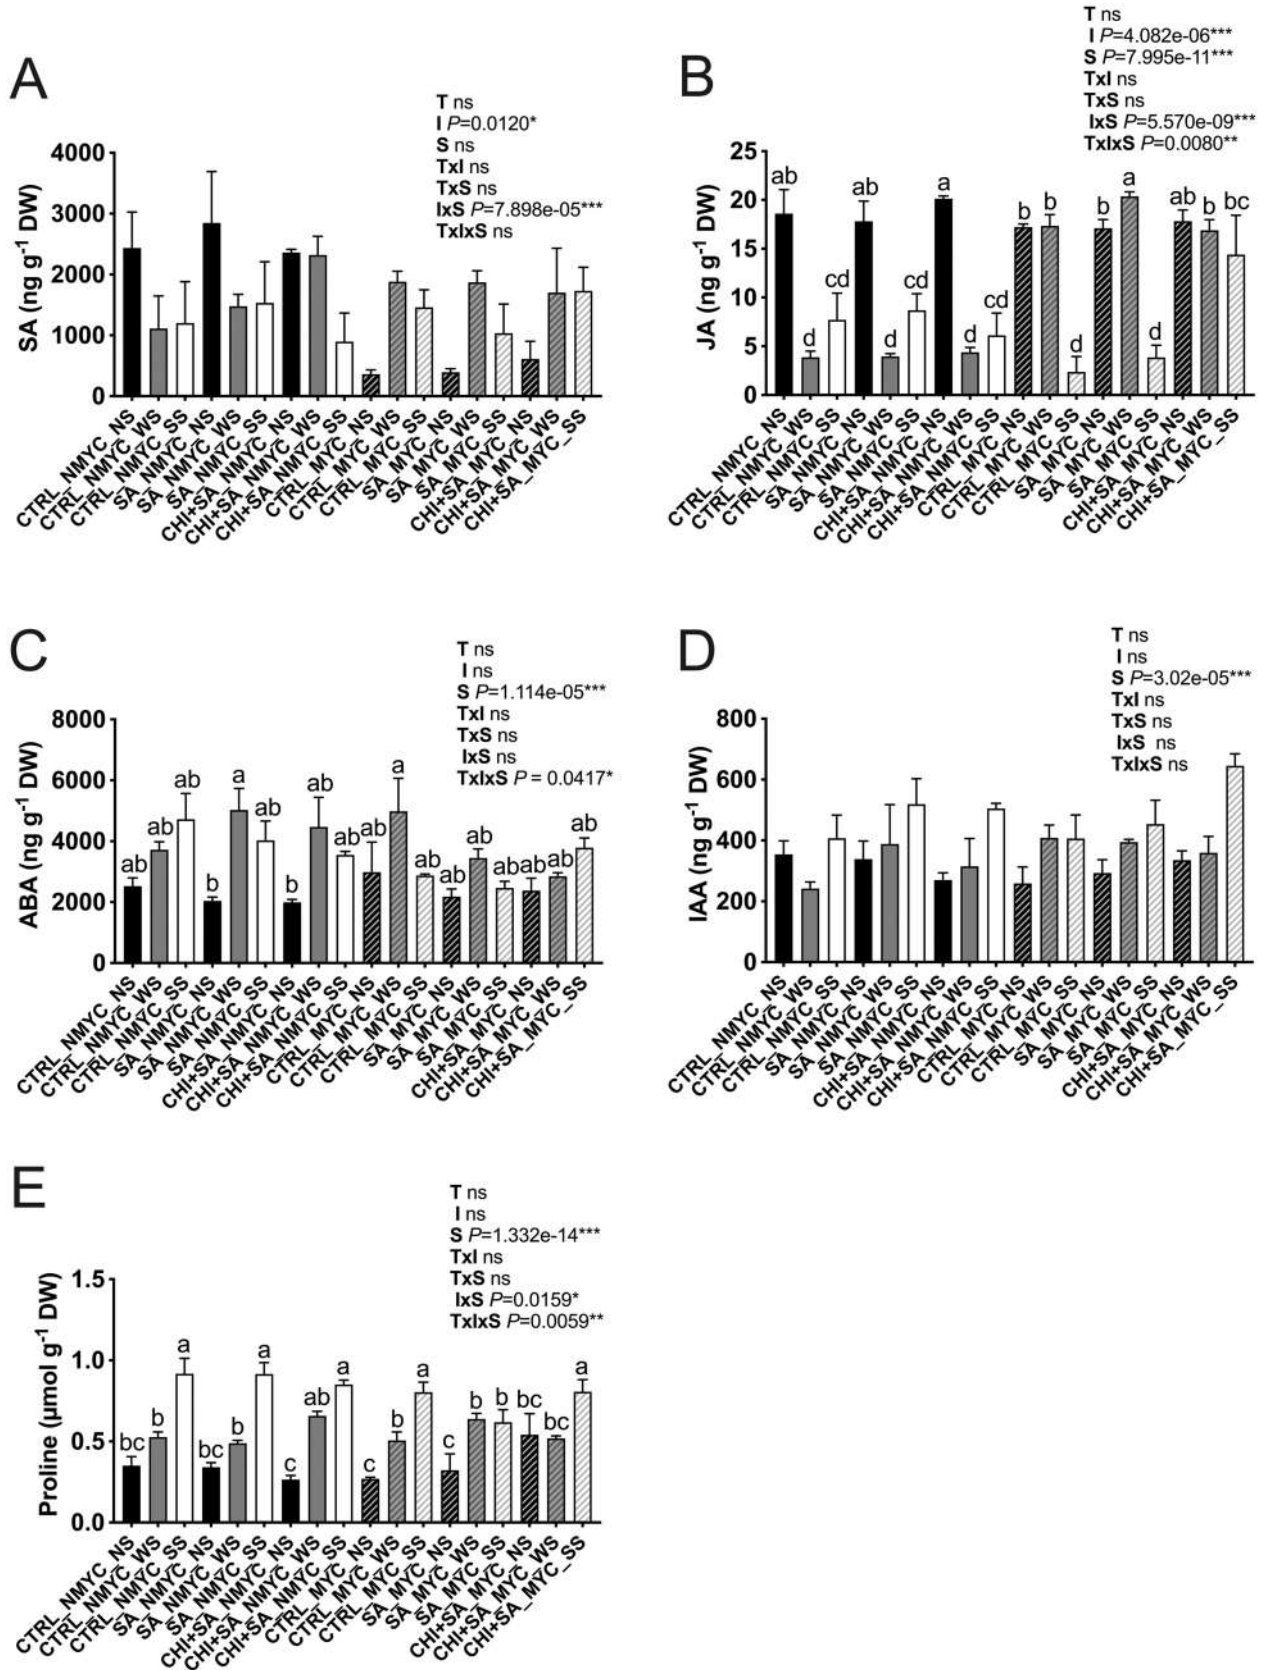 A
T ns
I P=0.0120*
S ns
TxI ns
TxS ns
IxS P=7.898e-05***
TxIxS ns
SA (ng g-1 DW)
4000
3000
2000
1000
0
CTRL_NMYC_NS
CTRL_NMYC_WS
CTRL_NMYC_SS
SA_NMYC_NS
SA_NMYC_WS
SA_NMYC_SS
CHI+SA_NMYC_NS
CHI+SA_NMYC_WS
CHI+SA_NMYC_SS
CTRL_MYC_NS
CTRL_MYC_WS
CTRL_MYC_SS
SA_MYC_NS
SA_MYC_WS
SA_MYC_SS
CHI+SA_MYC_NS
CHI+SA_MYC_WS
CHI+SA_MYC_SS
B
T ns
I P=4.082e-06***
S P=7.995e-11***
TxI ns
TxS ns
IxS P=5.570e-09***
TxIxS P=0.0080**
JA (ng g-1 DW)
25
20
15
10
5
0
ab d cd ab d cd a d cd b b d b a d ab b bc
CTRL_NMYC_NS
CTRL_NMYC_WS
CTRL_NMYC_SS
SA_NMYC_NS
SA_NMYC_WS
SA_NMYC_SS
CHI+SA_NMYC_NS
CHI+SA_NMYC_WS
CHI+SA_NMYC_SS
CTRL_MYC_NS
CTRL_MYC_WS
CTRL_MYC_SS
SA_MYC_NS
SA_MYC_WS
SA_MYC_SS
CHI+SA_MYC_NS
CHI+SA_MYC_WS
CHI+SA_MYC_SS
C
T ns
I ns
S P=1.114e-05***
TxI ns
TxS ns
IxS ns
TxIxS P = 0.0417*
ABA (ng g-1 DW)
8000
6000
4000
2000
0
ab ab ab b a ab b ab ab ab a ab ab ab ab ab ab ab
CTRL_NMYC_NS
CTRL_NMYC_WS
CTRL_NMYC_SS
SA_NMYC_NS
SA_NMYC_WS
SA_NMYC_SS
CHI+SA_NMYC_NS
CHI+SA_NMYC_WS
CHI+SA_NMYC_SS
CTRL_MYC_NS
CTRL_MYC_WS
CTRL_MYC_SS
SA_MYC_NS
SA_MYC_WS
SA_MYC_SS
CHI+SA_MYC_NS
CHI+SA_MYC_WS
CHI+SA_MYC_SS
D
T ns
I ns
S P=3.02e-05***
TxI ns
TxS ns
IxS ns
TxIxS ns
IAA (ng g-1 DW)
800
600
400
200
0
CTRL_NMYC_NS
CTRL_NMYC_WS
CTRL_NMYC_SS
SA_NMYC_NS
SA_NMYC_WS
SA_NMYC_SS
CHI+SA_NMYC_NS
CHI+SA_NMYC_WS
CHI+SA_NMYC_SS
CTRL_MYC_NS
CTRL_MYC_WS
CTRL_MYC_SS
SA_MYC_NS
SA_MYC_WS
SA_MYC_SS
CHI+SA_MYC_NS
CHI+SA_MYC_WS
CHI+SA_MYC_SS
E
T ns
I ns
S P=1.332e-14***
TxI ns
TxS ns
IxS P=0.0159*
TxIxS P=0.0059**
Proline (μmol g-1 DW)
1.5
1.0
0.5
0.0
bc b a bc b a c ab a c b a c b b bc bc a
CTRL_NMYC_NS
CTRL_NMYC_WS
CTRL_NMYC_SS
SA_NMYC_NS
SA_NMYC_WS
SA_NMYC_SS
CHI+SA_NMYC_NS
CHI+SA_NMYC_WS
CHI+SA_NMYC_SS
CTRL_MYC_NS
CTRL_MYC_WS
CTRL_MYC_SS
SA_MYC_NS
SA_MYC_WS
SA_MYC_SS
CHI+SA_MYC_NS
CHI+SA_MYC_WS
CHI+SA_MYC_SS